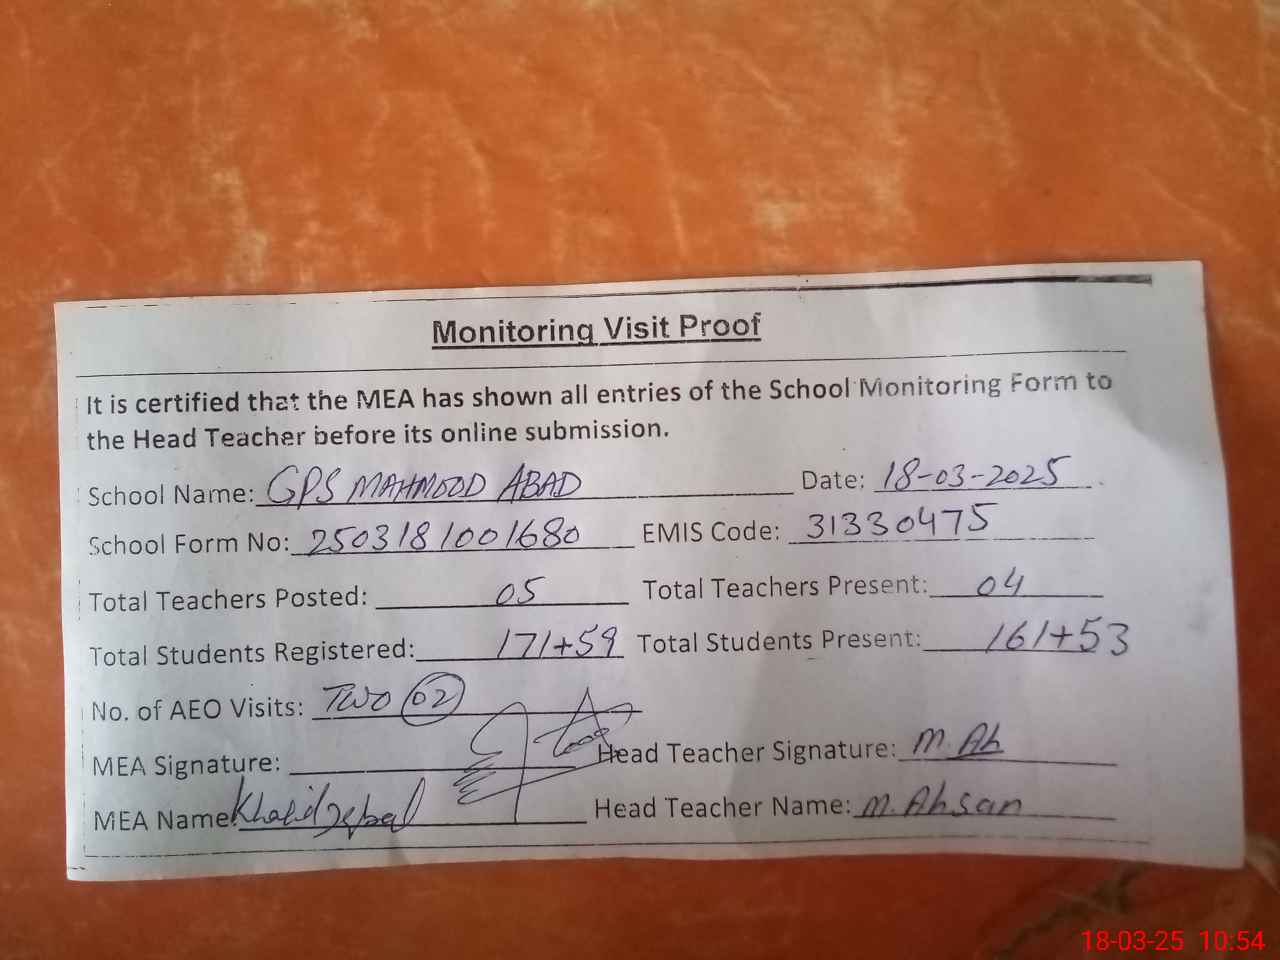 Monitoring Visit Proof
It is certified that the MEA has shown all entries of the School Monitoring Form to
the Head Teacher before its online submission.
School Name: GPS MAHMOOD ABAD Date: 18-03-2025
School Form No: 2503181001680 EMIS Code: 31330475
Total Teachers Posted: 05 Total Teachers Present: 04
Total Students Registered: 171+59 Total Students Present: 161+53
No. of AEO Visits: TWO 02
MEA Signature: Head Teacher Signature: M. Ah
MEA Name: Khalid Iqbal Head Teacher Name: M. Ahsan
18-03-25 10:54